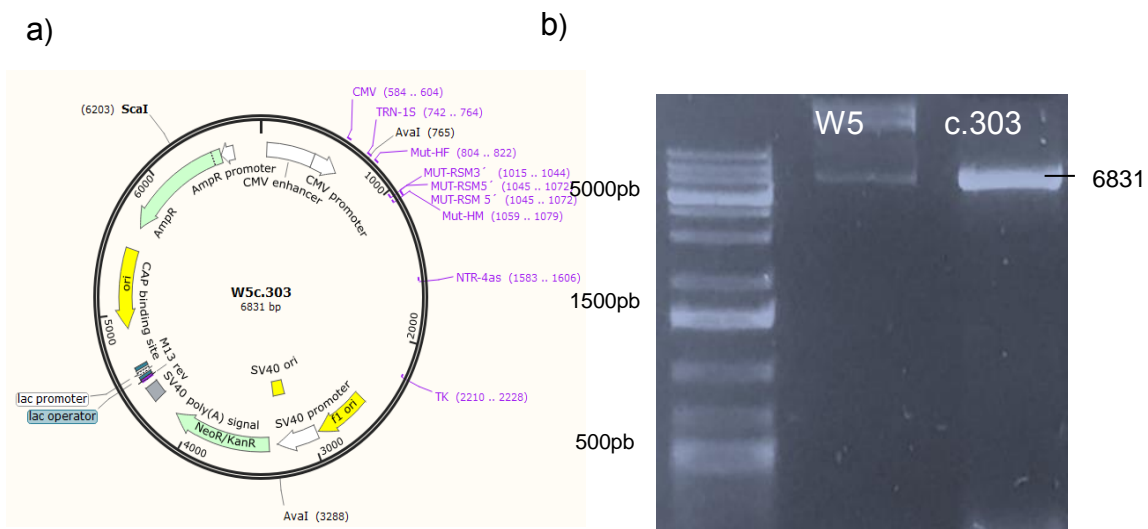 a)
b)
(6203) ScaI
CMV (584 .. 604)
TRN-1S (742 .. 764)
AvaI (765)
Mut-HF (804 .. 822)
MUT-RSM3´ (1015 .. 1044)
MUT-RSM5´ (1045 .. 1072)
MUT-RSM 5´ (1045 .. 1072)
Mut-HM (1059 .. 1079)
NTR-4as (1583 .. 1606)
TK (2210 .. 2228)
AvaI (3288)
lac promoter
lac operator
1000
2000
3000
4000
5000
6000
AmpR promoter
CMV enhancer
CMV promoter
AmpR
ori
CAP binding site
M13 rev
SV40 poly(A) signal
NeoR/KanR
SV40 promoter
f1 ori
SV40 ori
W5c.303
6831 bp
W5
c.303
5000pb
1500pb
500pb
6831